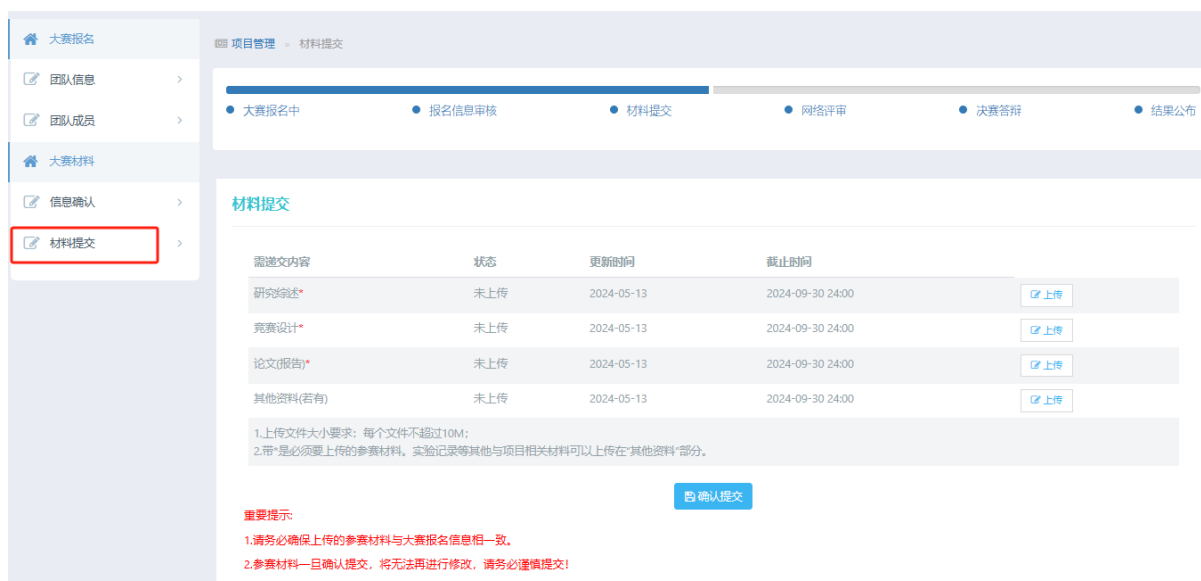 大赛报名
团队信息
团队成员
大赛材料
信息确认
材料提交
项目管理 » 材料提交
大赛报名中 报名信息审核 材料提交 网络评审 决赛答辩 结果公布
材料提交
需递交内容 状态 更新时间 截止时间
研究综述* 未上传 2024-05-13 2024-09-30 24:00 上传
竞赛设计* 未上传 2024-05-13 2024-09-30 24:00 上传
论文(报告)* 未上传 2024-05-13 2024-09-30 24:00 上传
其他资料(若有) 未上传 2024-05-13 2024-09-30 24:00 上传
1.上传文件大小要求：每个文件不超过10M；
2.带*是必须要上传的参赛材料。实验记录等其他与项目相关材料可以上传在"其他资料"部分。
确认提交
重要提示:
1.请务必确保上传的参赛材料与大赛报名信息相一致。
2.参赛材料一旦确认提交，将无法再进行修改，请务必谨慎提交!